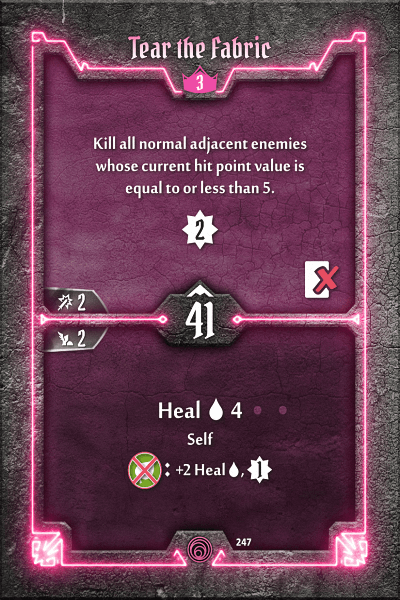 Tear the Fabric
3
Kill all normal adjacent enemies
whose current hit point value is
equal to or less than 5.
2
2
41
2
Heal 4
Self
: +2 Heal , 1
247